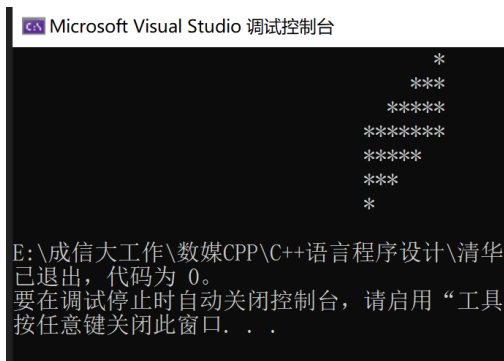 Microsoft Visual Studio 调试控制台
*
***
*****
*******
*****
***
*
E:\成信大工作\数媒CPP\C++语言程序设计\清华
已退出，代码为 0。
要在调试停止时自动关闭控制台，请启用“工具
按任意键关闭此窗口. . .